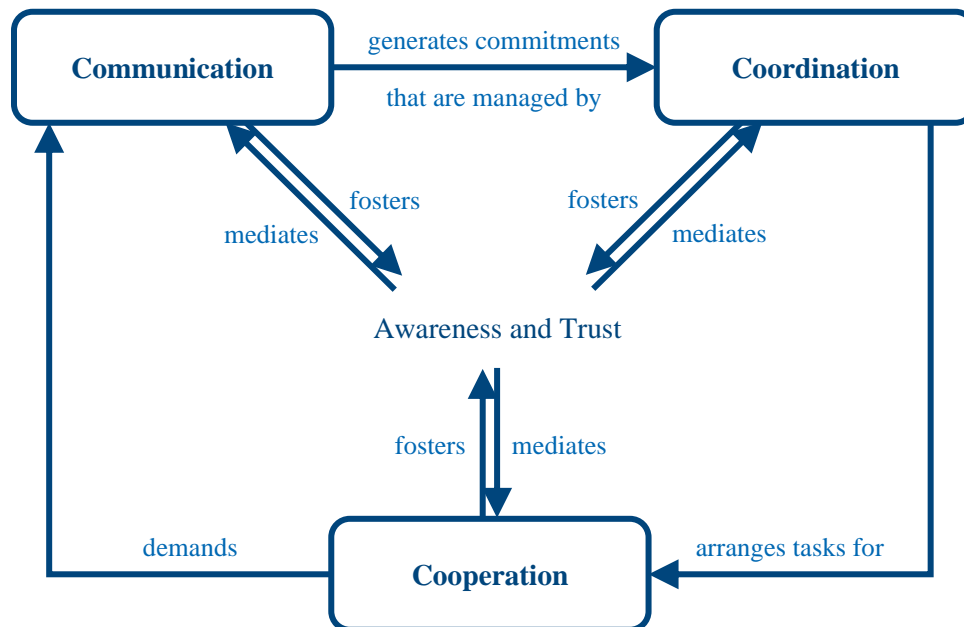 generates commitments
Communication
Coordination
that are managed by
fosters
fosters
mediates
mediates
Awareness and Trust
fosters
mediates
demands
arranges tasks for
Cooperation